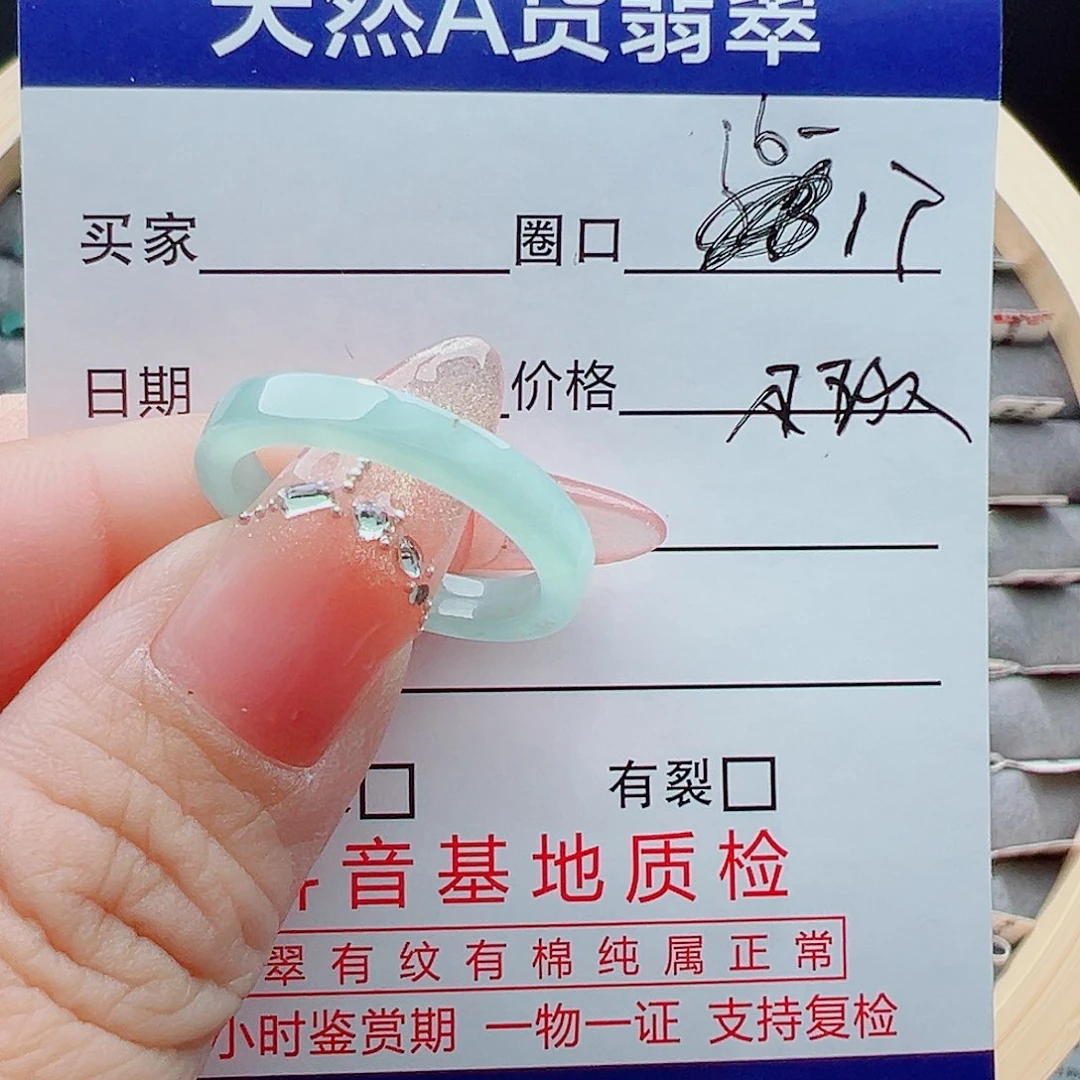 天然A货翡翠
16-
买家 圈口 17
日期 价格
有裂
音基地质检
翠有纹有棉纯属正常
小时鉴赏期 一物一证 支持复检